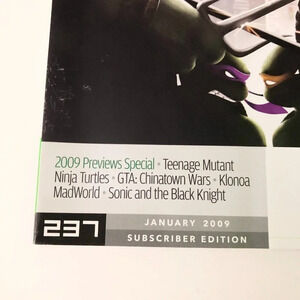 2009 Previews Special • Teenage Mutant
Ninja Turtles • GTA: Chinatown Wars • Klonoa
MadWorld • Sonic and the Black Knight
237
JANUARY 2009
SUBSCRIBER EDITION